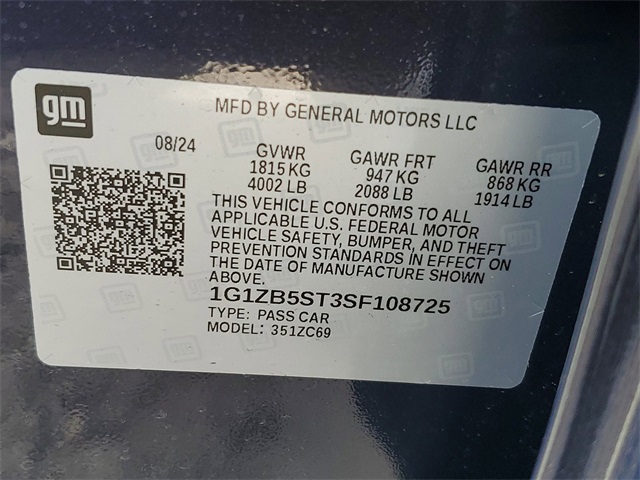 gm
MFD BY GENERAL MOTORS LLC
08/24
GVWR
1815 KG
4002 LB
GAWR FRT
947 KG
2088 LB
GAWR RR
868 KG
1914 LB
THIS VEHICLE CONFORMS TO ALL
APPLICABLE U.S. FEDERAL MOTOR
VEHICLE SAFETY, BUMPER, AND THEFT
PREVENTION STANDARDS IN EFFECT ON
THE DATE OF MANUFACTURE SHOWN
ABOVE.
1G1ZB5ST3SF108725
TYPE: PASS CAR
MODEL: 351ZC69